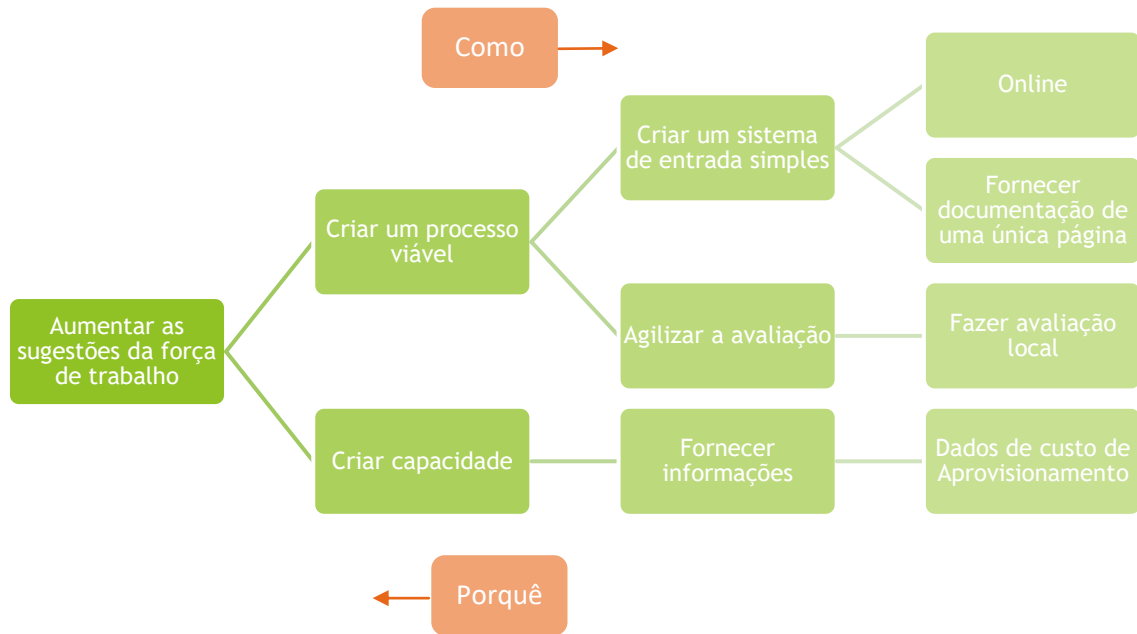 Como
Online
Criar um sistema
de entrada simples
Fornecer
documentação de
uma única página
Criar um processo
viável
Aumentar as
sugestões da força
de trabalho
Agilizar a avaliação
Fazer avaliação
local
Criar capacidade
Fornecer
informações
Dados de custo de
Aprovisionamento
Porquê